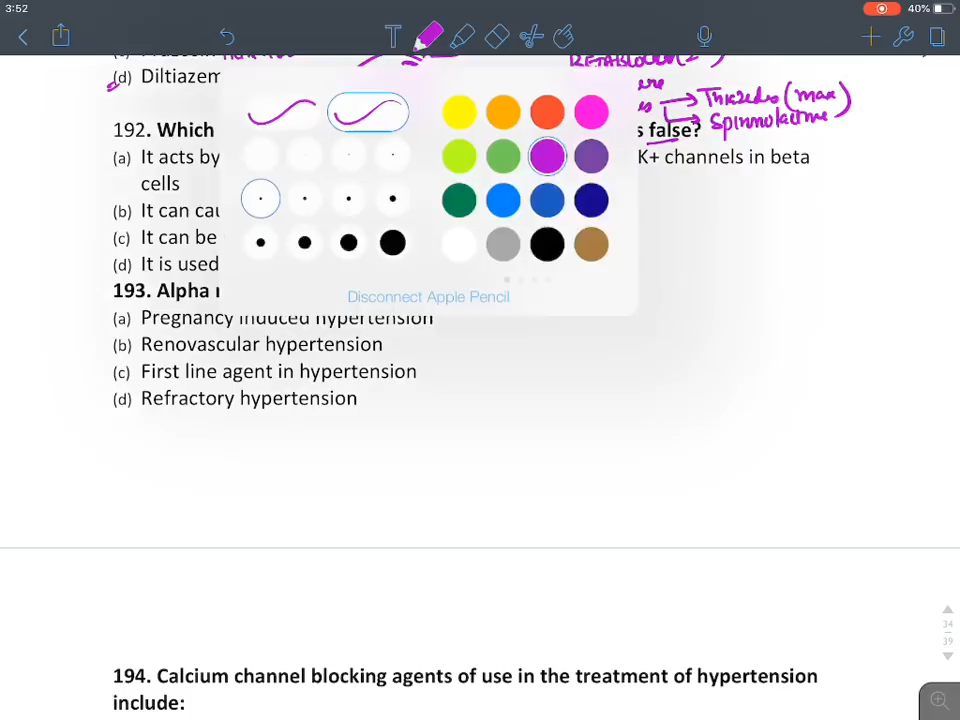 3:52
40%
T
(d) Diltiazem
Thiazides (max)
Spironolactone
192. Which
s false?
(a) It acts by
K+ channels in beta
cells
(b) It can cau
(c) It can be
(d) It is used
193. Alpha
Disconnect Apple Pencil
(a) Pregnancy induced hypertension
(b) Renovascular hypertension
(c) First line agent in hypertension
(d) Refractory hypertension
34
39
194. Calcium channel blocking agents of use in the treatment of hypertension
include: